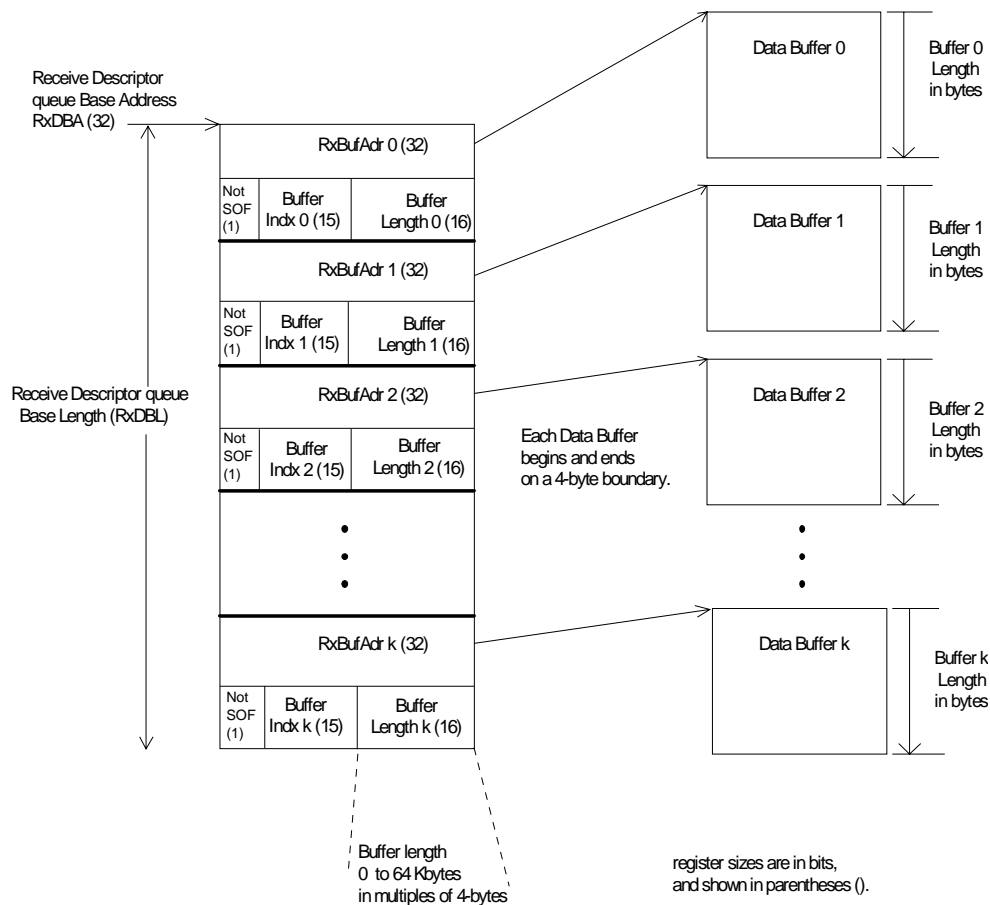 Receive Descriptor
queue Base Address
RxDBA (32)
Receive Descriptor queue
Base Length (RxDBL)
RxBufAdr 0 (32)
Not
SOF
(1)
Buffer
Indx 0 (15)
Buffer
Length 0 (16)
RxBufAdr 1 (32)
Not
SOF
(1)
Buffer
Indx 1 (15)
Buffer
Length 1 (16)
RxBufAdr 2 (32)
Not
SOF
(1)
Buffer
Indx 2 (15)
Buffer
Length 2 (16)
RxBufAdr k (32)
Not
SOF
(1)
Buffer
Indx k (15)
Buffer
Length k (16)
Buffer length
0 to 64 Kbytes
in multiples of 4-bytes
Each Data Buffer
begins and ends
on a 4-byte boundary.
Data Buffer 0
Buffer 0
Length
in bytes
Data Buffer 1
Buffer 1
Length
in bytes
Data Buffer 2
Buffer 2
Length
in bytes
Data Buffer k
Buffer k
Length
in bytes
register sizes are in bits,
and shown in parentheses ().